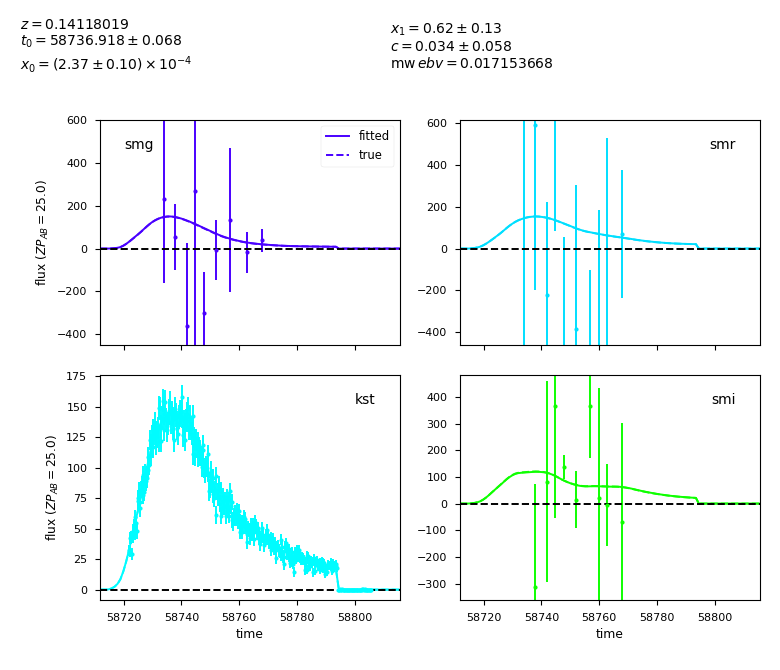 z = 0.14118019
t₀ = 58736.918 ± 0.068
x₀ = (2.37 ± 0.10) × 10⁻⁴
x₁ = 0.62 ± 0.13
c = 0.034 ± 0.058
mw ebv = 0.017153668
600
400
200
0
−200
−400
flux (ZP_AB = 25.0)
smg
fitted
true
600
400
200
0
−200
−400
smr
175
150
125
100
75
50
25
0
flux (ZP_AB = 25.0)
kst
58720 58740 58760 58780 58800
time
400
300
200
100
0
−100
−200
−300
smi
58720 58740 58760 58780 58800
time